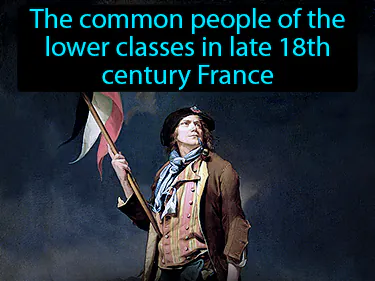 The common people of the
lower classes in late 18th
century France